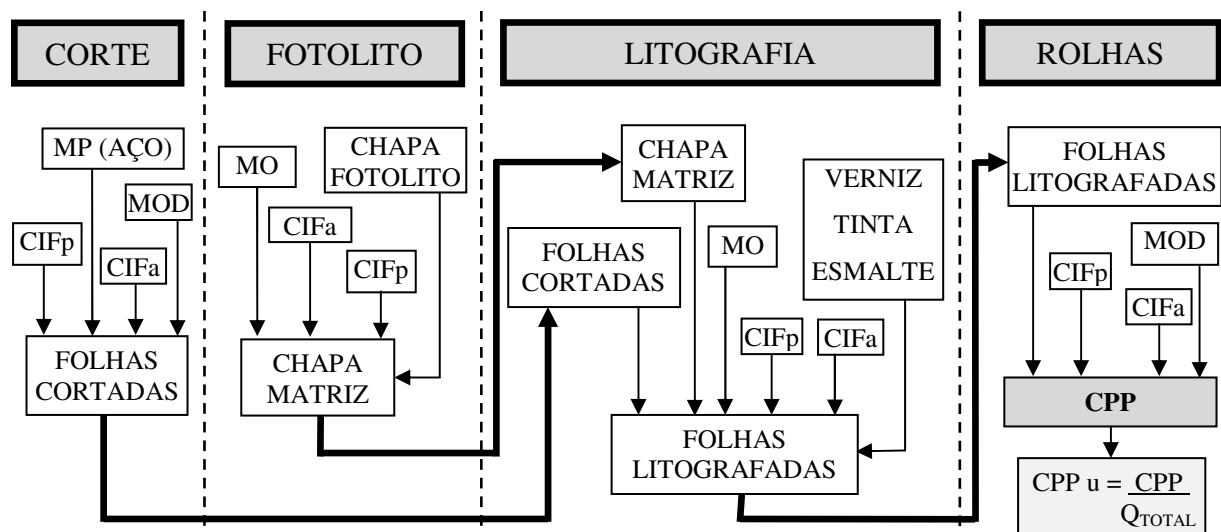 CORTE
FOTOLITO
LITOGRAFIA
ROLHAS
MP (AÇO)
MOD
CIFp
CIFa
FOLHAS
CORTADAS
MO
CHAPA
FOTOLITO
CIFa
CIFp
CHAPA
MATRIZ
CHAPA
MATRIZ
FOLHAS
CORTADAS
MO
VERNIZ
TINTA
ESMALTE
CIFp
CIFa
FOLHAS
LITOGRAFADAS
FOLHAS
LITOGRAFADAS
MOD
CIFp
CIFa
CPP
CPP u = CPP
QTOTAL